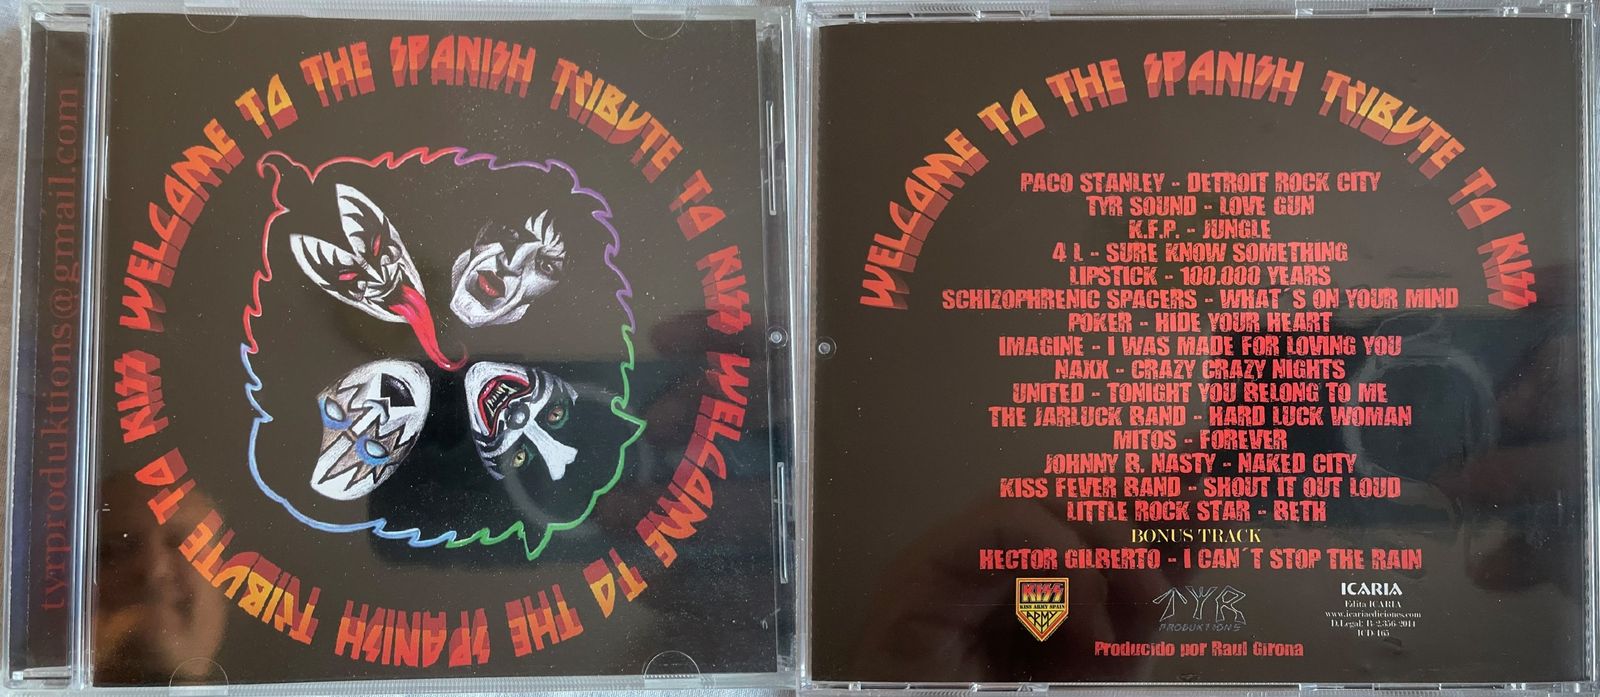 tyrproduktions@gmail.com
WELCOME TO THE SPANISH TRIBUTE TO KISS WELCOME TO THE SPANISH TRIBUTE TO KISS
WELCOME TO THE SPANISH TRIBUTE TO KISS
PACO STANLEY - DETROIT ROCK CITY
TYR SOUND - LOVE GUN
K.F.P. - JUNGLE
4 L - SURE KNOW SOMETHING
LIPSTICK - 100.000 YEARS
SCHIZOPHRENIC SPACERS - WHAT´S ON YOUR MIND
POKER - HIDE YOUR HEART
IMAGINE - I WAS MADE FOR LOVING YOU
NAXX - CRAZY CRAZY NIGHTS
UNITED - TONIGHT YOU BELONG TO ME
THE JARLUCK BAND - HARD LUCK WOMAN
MITOS - FOREVER
JOHNNY B. NASTY - NAKED CITY
KISS FEVER BAND - SHOUT IT OUT LOUD
LITTLE ROCK STAR - BETH
BONUS TRACK
HECTOR GILBERTO - I CAN´T STOP THE RAIN
KISS
KISS ARMY SPAIN
ARMY
TYR
PRODUKTIONS
ICARIA
Edita ICARIA
www.icariaediciones.com
D.Legal: B-2.356-2014
ICD-165
Producido por Raul Girona